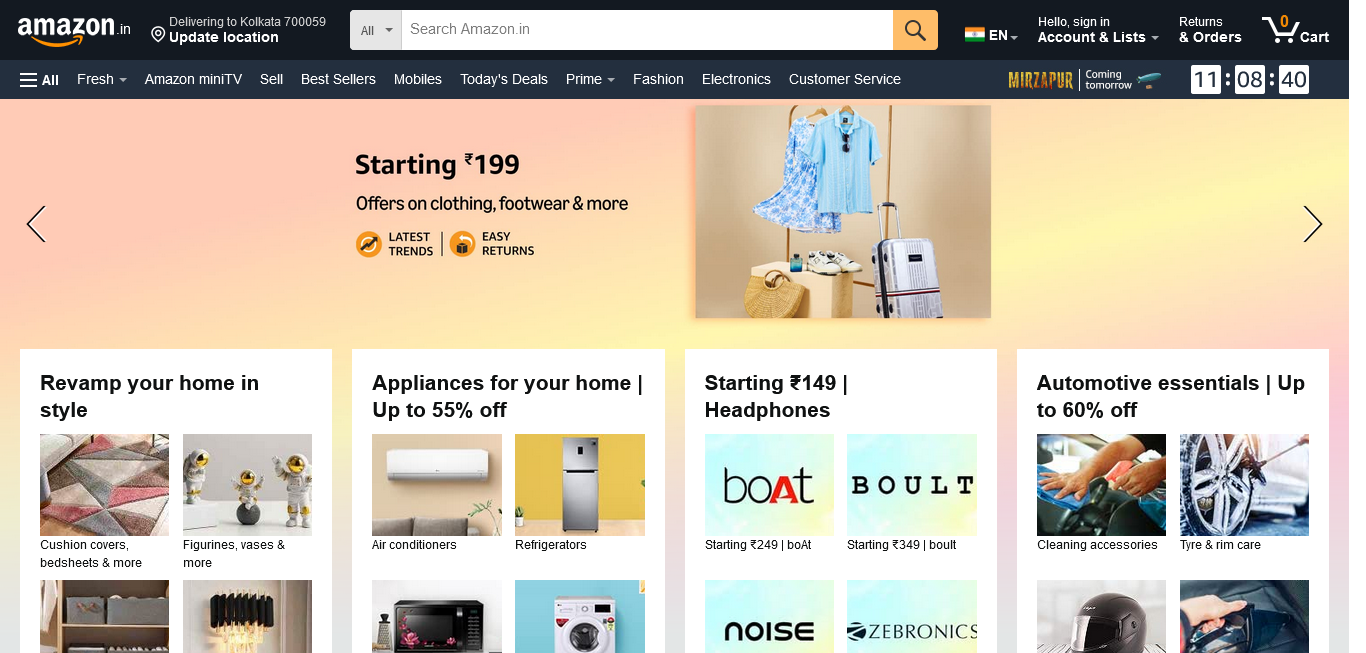 amazon.in
Delivering to Kolkata 700059
Update location
All
Search Amazon.in
EN
Hello, sign in
Account & Lists
Returns
& Orders
0
Cart
All
Fresh
Amazon miniTV
Sell
Best Sellers
Mobiles
Today's Deals
Prime
Fashion
Electronics
Customer Service
MIRZAPUR
Coming
tomorrow
11 : 08 : 40
Starting ₹199
Offers on clothing, footwear & more
LATEST
TRENDS
EASY
RETURNS
Revamp your home in
style
Cushion covers,
bedsheets & more
Figurines, vases &
more
Appliances for your home |
Up to 55% off
Air conditioners
Refrigerators
Starting ₹149 |
Headphones
boAt
BOULT
Starting ₹249 | boAt
Starting ₹349 | boult
noise
ZEBRONICS
Automotive essentials | Up
to 60% off
Cleaning accessories
Tyre & rim care